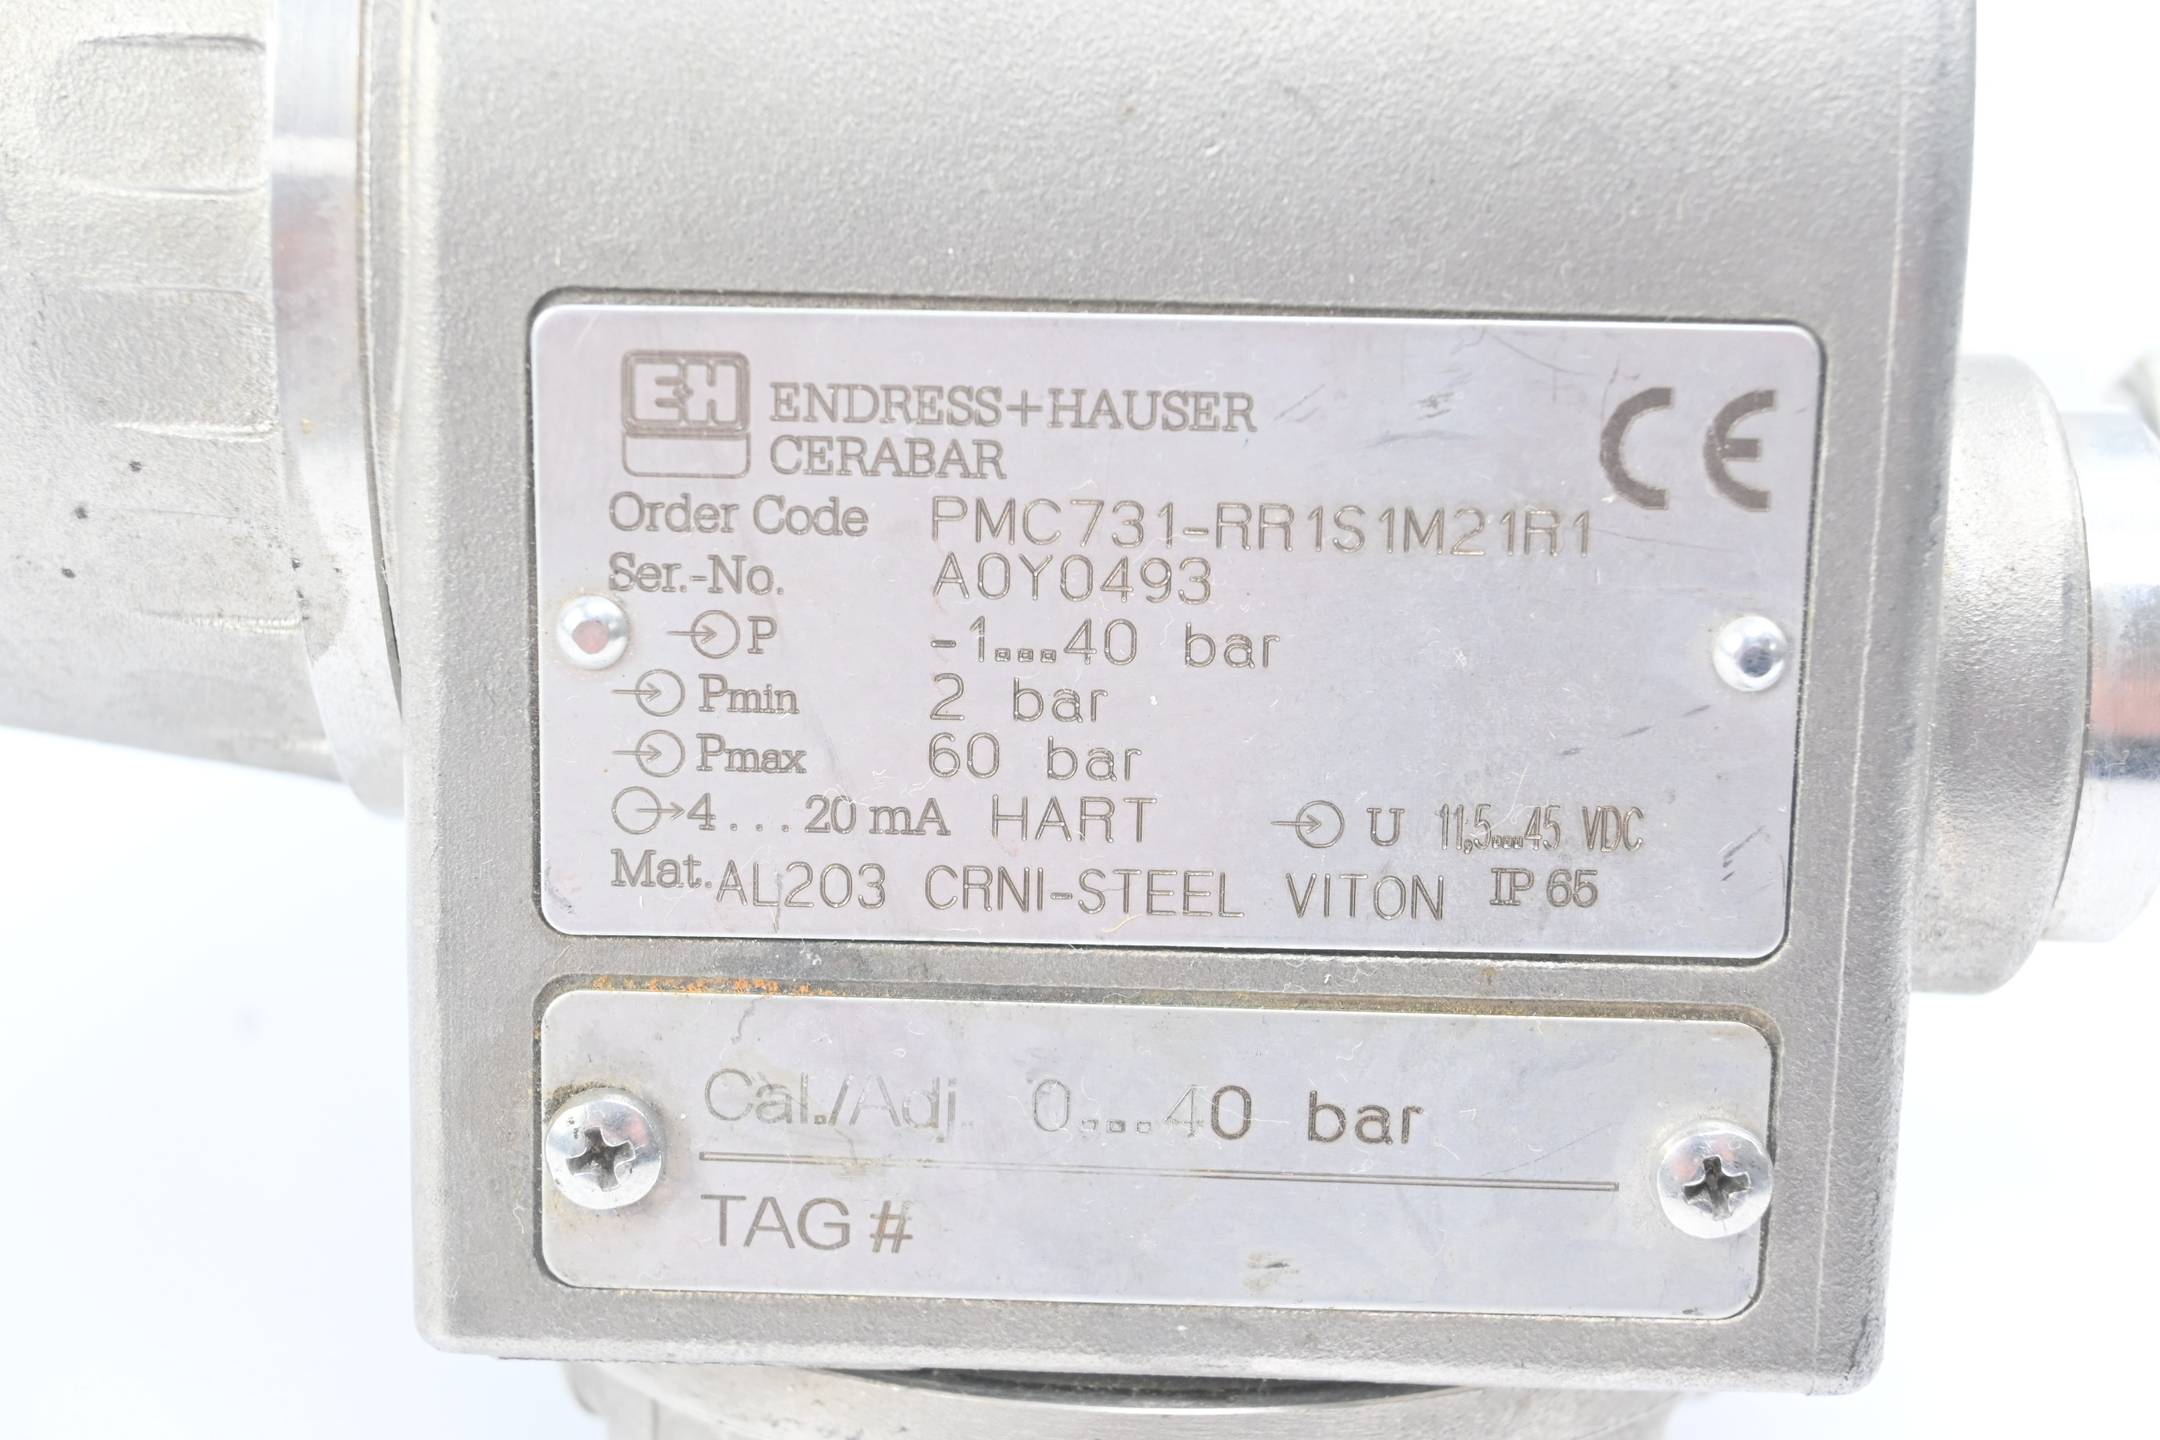 E+H ENDRESS+HAUSER
CERABAR
CE
Order Code PMC731-RR1S1M21R1
Ser.-No. A0Y0493
P -1...40 bar
Pmin 2 bar
Pmax 60 bar
4...20 mA HART U 11,5...45 VDC
Mat. AL203 CRNI-STEEL VITON IP 65
Cal./Adj. 0...40 bar
TAG #